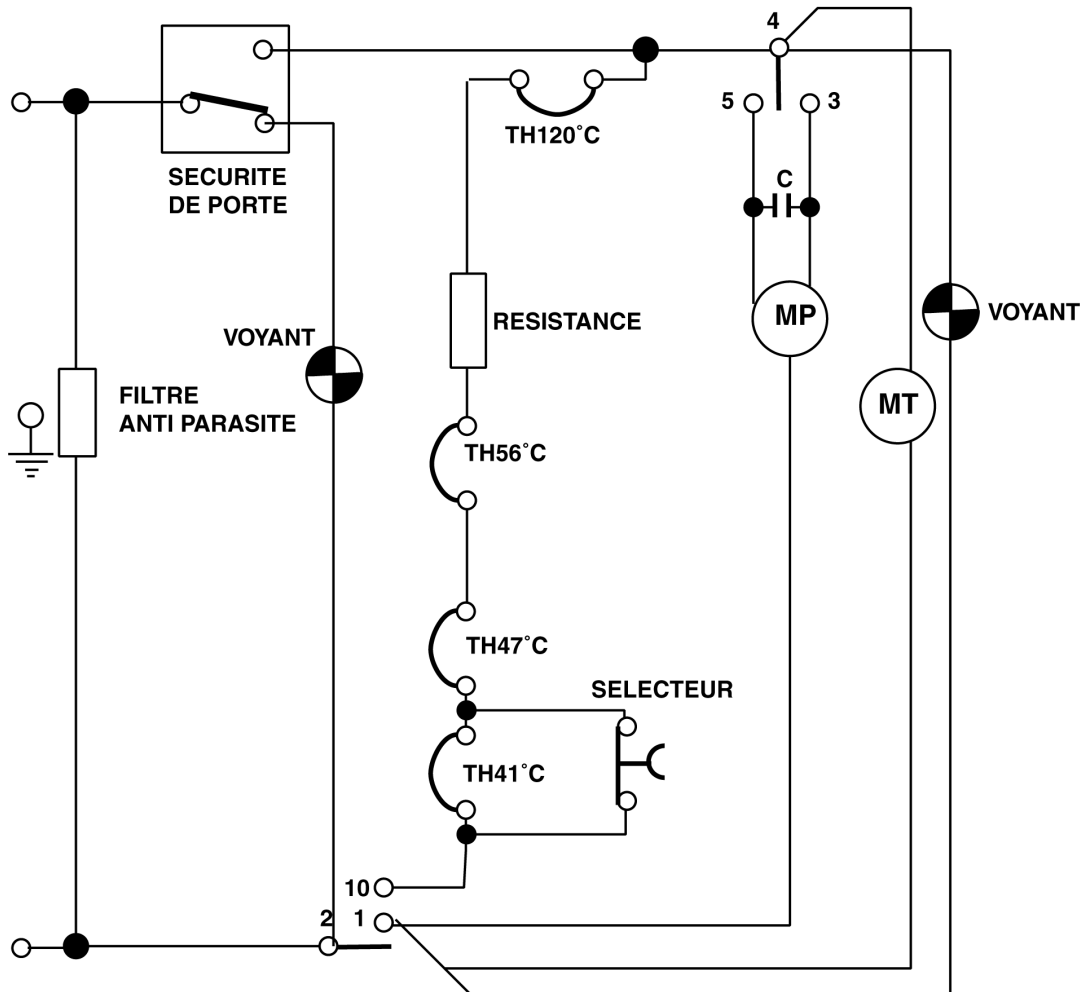 4
5
3
TH120°C
C
SECURITE
DE PORTE
MP
VOYANT
RESISTANCE
VOYANT
FILTRE
ANTI PARASITE
MT
TH56°C
TH47°C
SELECTEUR
TH41°C
10
2
1